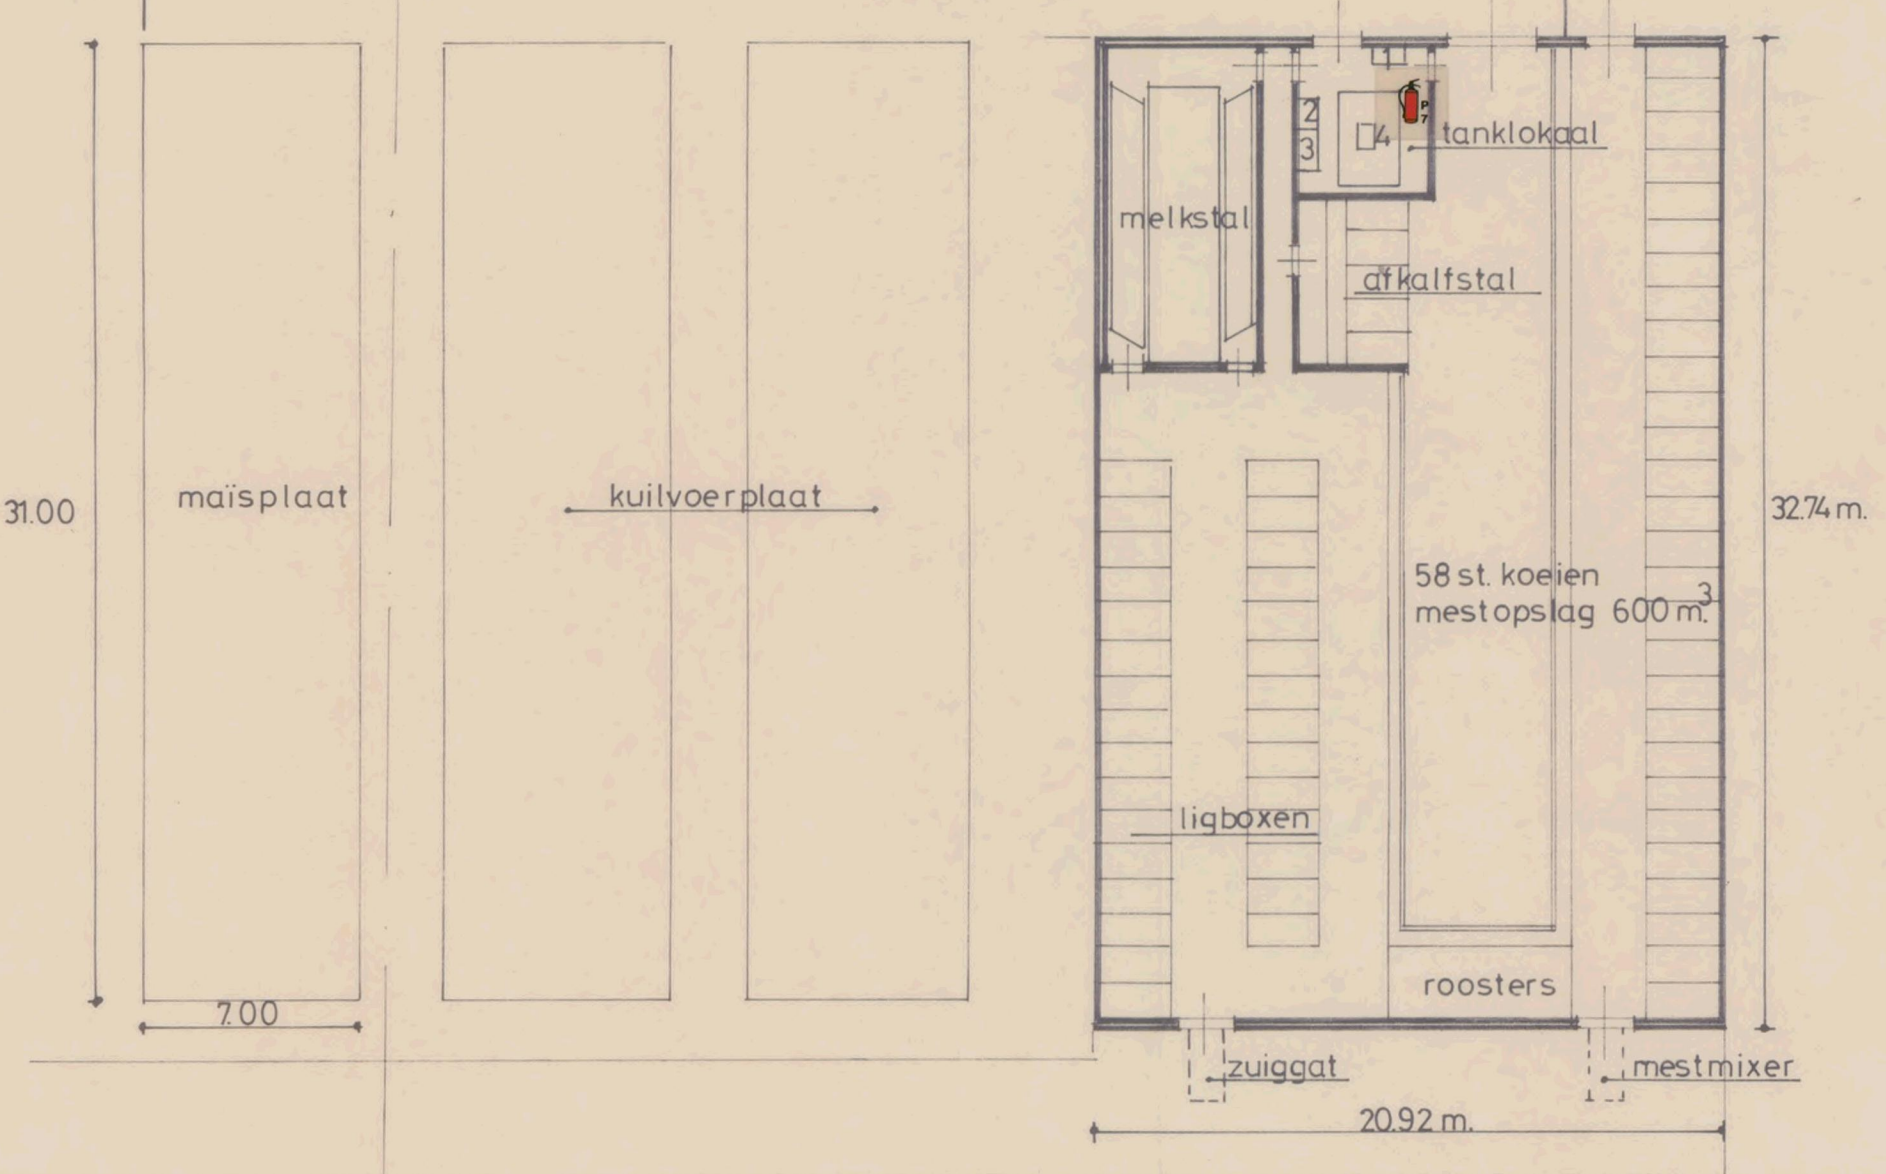 1
2
3
4
P
7
tanklokaal
melkstal
afkalfstal
31.00
maïsplaat
kuilvoerplaat
32.74 m.
58 st. koeien
mestopslag 600 m.³
ligboxen
roosters
7.00
zuiggat
mestmixer
20.92 m.